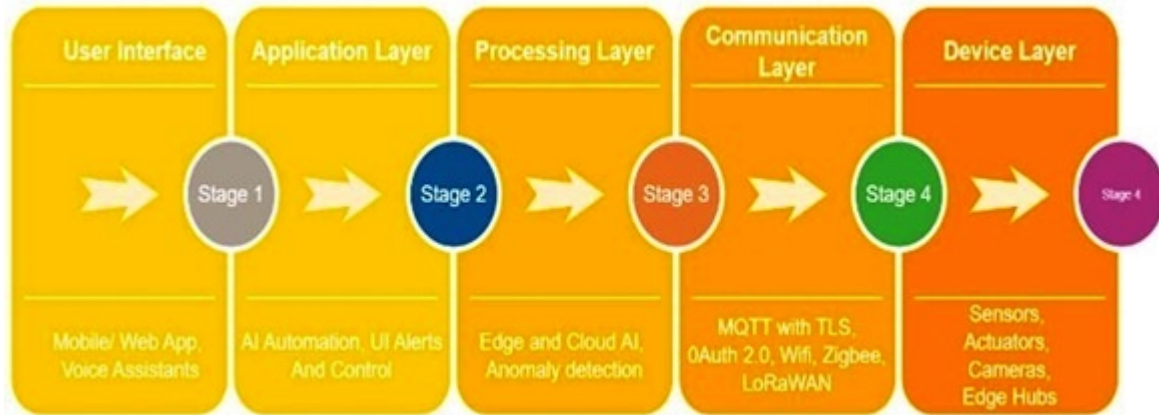 User Interface
Application Layer
Processing Layer
Communication
Layer
Device Layer
Stage 1
Stage 2
Stage 3
Stage 4
Stage 4
Mobile/ Web App,
Voice Assistants
AI Automation, UI Alerts
And Control
Edge and Cloud AI,
Anomaly detection
MQTT with TLS,
0Auth 2.0, Wifi, Zigbee,
LoRaWAN
Sensors,
Actuators,
Cameras,
Edge Hubs